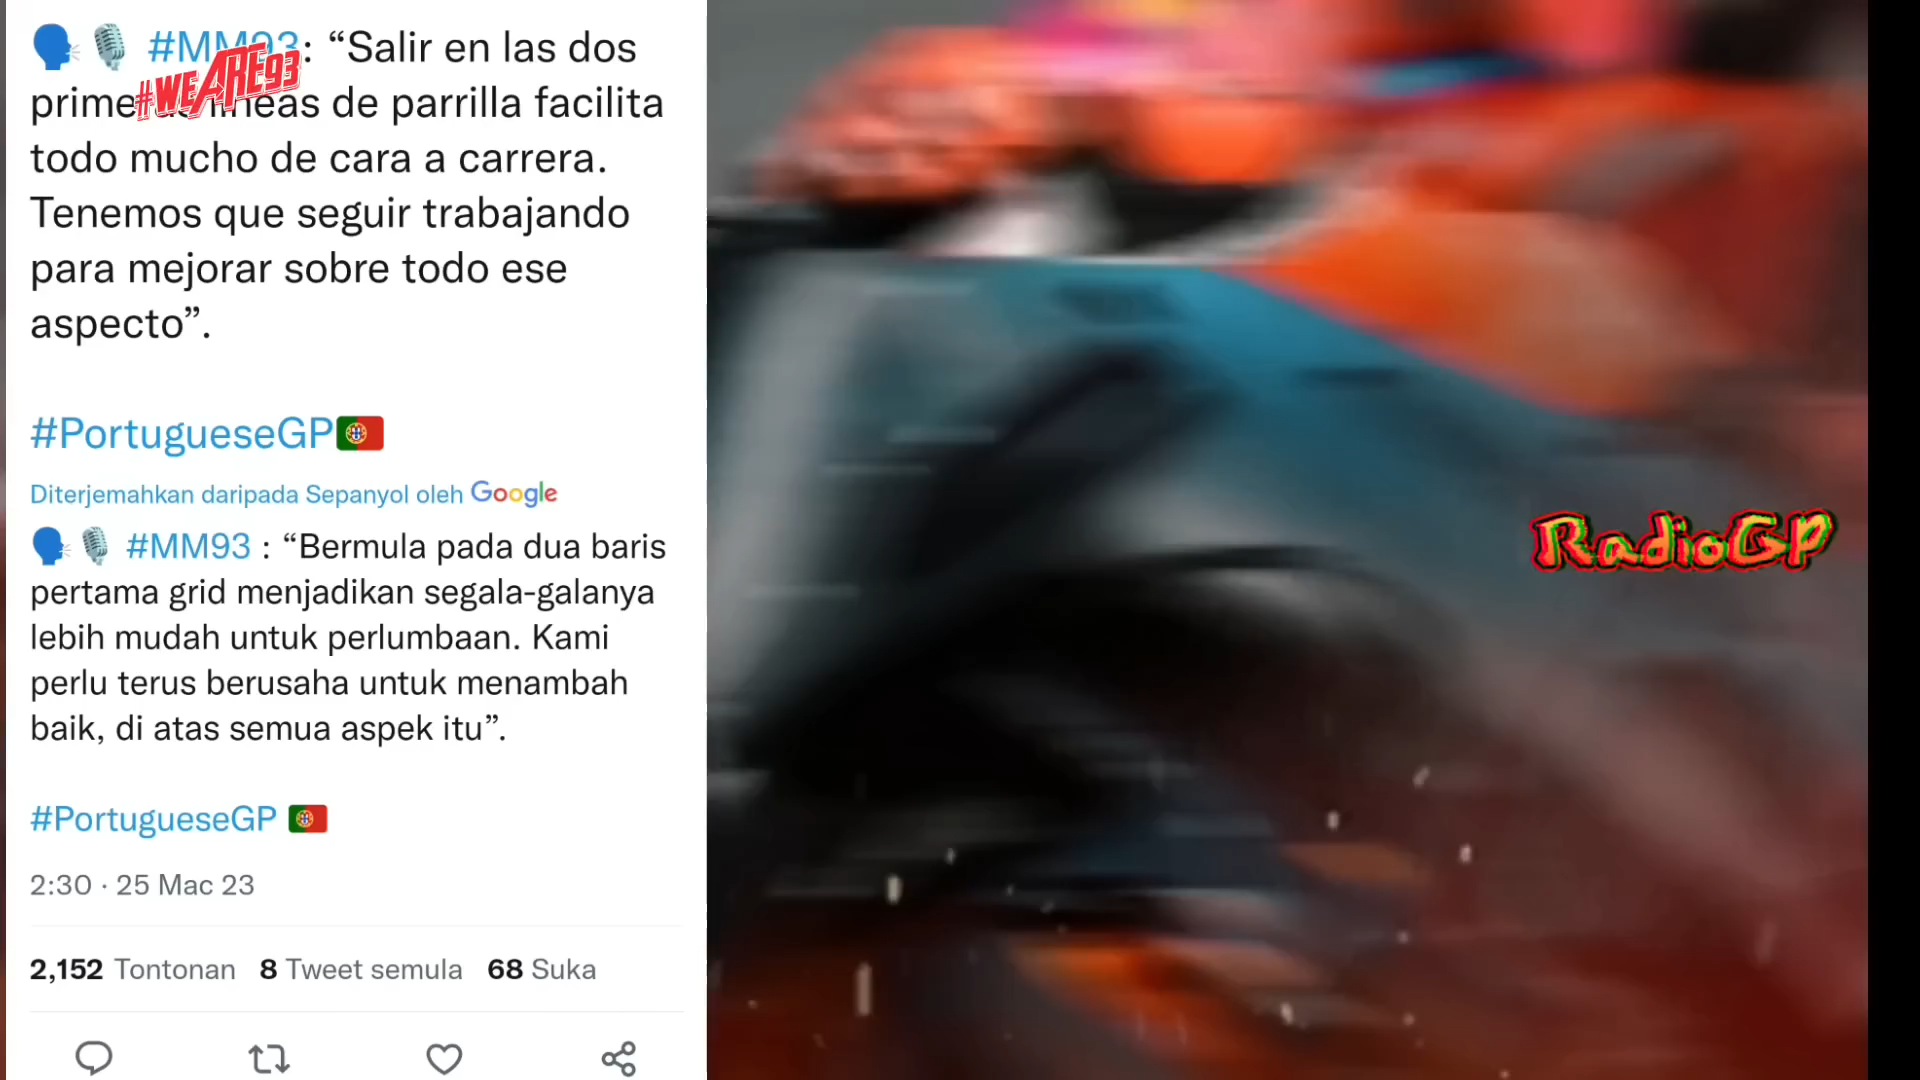 #MM93: “Salir en las dos
#WEARE93
líneas de parrilla facilita
todo mucho de cara a carrera.
Tenemos que seguir trabajando
para mejorar sobre todo ese
aspecto”.
#PortugueseGP
Diterjemahkan daripada Sepanyol oleh Google
#MM93 : “Bermula pada dua baris
pertama grid menjadikan segala-galanya
lebih mudah untuk perlumbaan. Kami
perlu terus berusaha untuk menambah
baik, di atas semua aspek itu”.
#PortugueseGP
2:30 · 25 Mac 23
2,152 Tontonan 8 Tweet semula 68 Suka
RadioGP